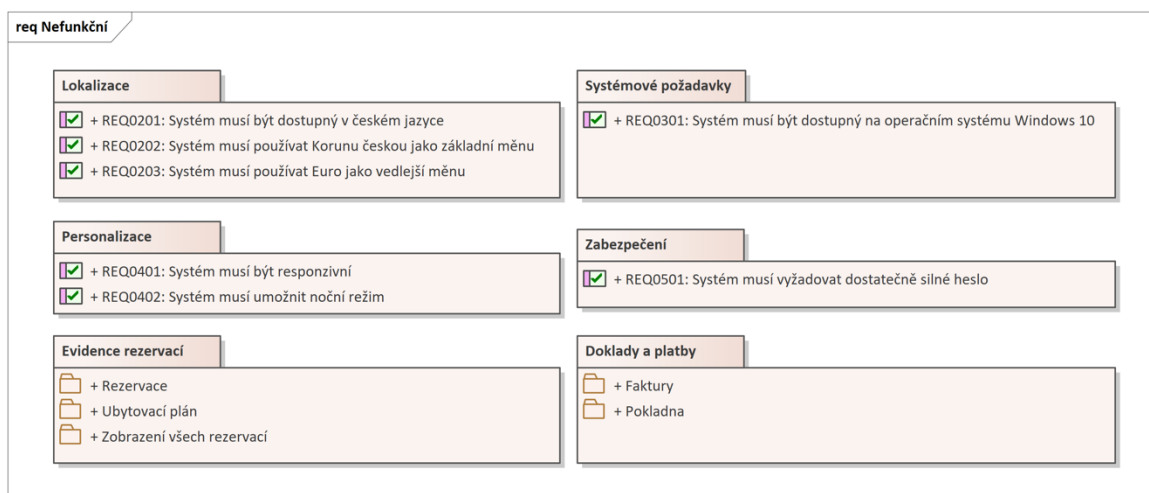 req Nefunkční
Lokalizace
+ REQ0201: Systém musí být dostupný v českém jazyce
+ REQ0202: Systém musí používat Korunu českou jako základní měnu
+ REQ0203: Systém musí používat Euro jako vedlejší měnu
Systémové požadavky
+ REQ0301: Systém musí být dostupný na operačním systému Windows 10
Personalizace
+ REQ0401: Systém musí být responzivní
+ REQ0402: Systém musí umožnit noční režim
Zabezpečení
+ REQ0501: Systém musí vyžadovat dostatečně silné heslo
Evidence rezervací
+ Rezervace
+ Ubytovací plán
+ Zobrazení všech rezervací
Doklady a platby
+ Faktury
+ Pokladna